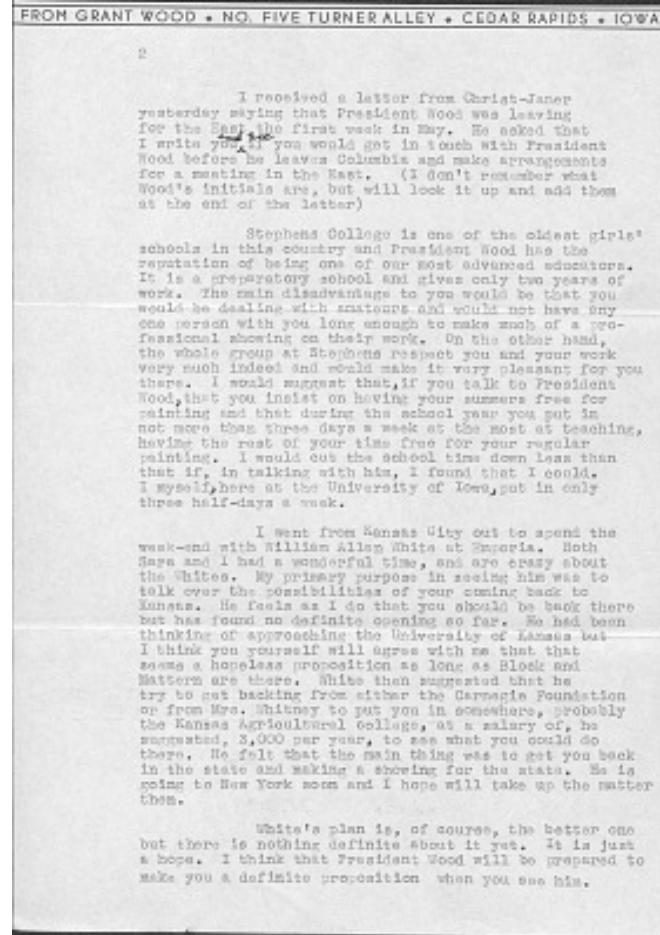 FROM GRANT WOOD • NO. FIVE TURNER ALLEY • CEDAR RAPIDS • IOWA
2
I received a letter from Christ-Janer
yesterday saying that President Wood was leaving
for the East the first week in May. He asked that
I write you if you would get in touch with President
Wood before he leaves Columbia and make arrangements
for a meeting in the East. (I don't remember what
Wood's initials are, but will look it up and add them
at the end of the letter)
Stephens College is one of the oldest girls'
schools in this country and President Wood has the
reputation of being one of our most advanced educators.
It is a preparatory school and gives only two years of
work. The main disadvantage to you would be that you
would be dealing with amateurs and would not have any
one person with you long enough to make much of a pro-
fessional showing on their work. On the other hand,
the whole group at Stephens respect you and your work
very much indeed and would make it very pleasant for you
there. I would suggest that, if you talk to President
Wood, that you insist on having your summers free for
painting and that during the school year you put in
not more than three days a week at the most at teaching,
having the rest of your time free for your regular
painting. I would cut the school time down less than
that if, in talking with him, I found that I could.
I myself, here at the University of Iowa, put in only
three half-days a week.
I went from Kansas City out to spend the
week-end with William Allen White at Emporia. Both
Sara and I had a wonderful time, and are crazy about
the Whites. My primary purpose in seeing him was to
talk over the possibilities of your coming back to
Kansas. He feels as I do that you should be back there
but has found no definite opening so far. He had been
thinking of approaching the University of Kansas but
I think you yourself will agree with me that that
seems a hopeless proposition as long as Block and
Mattern are there. White then suggested that he
try to get backing from either the Carnegie Foundation
or from Mrs. Whitney to put you in somewhere, probably
the Kansas Agricultural college, at a salary of, he
suggested, 3,000 per year, to see what you could do
there. He felt that the main thing was to get you back
in the state and making a showing for the state. He is
going to New York soon and I hope will take up the matter
then.
White's plan is, of course, the better one
but there is nothing definite about it yet. It is just
a hope. I think that President Wood will be prepared to
make you a definite proposition when you see him.